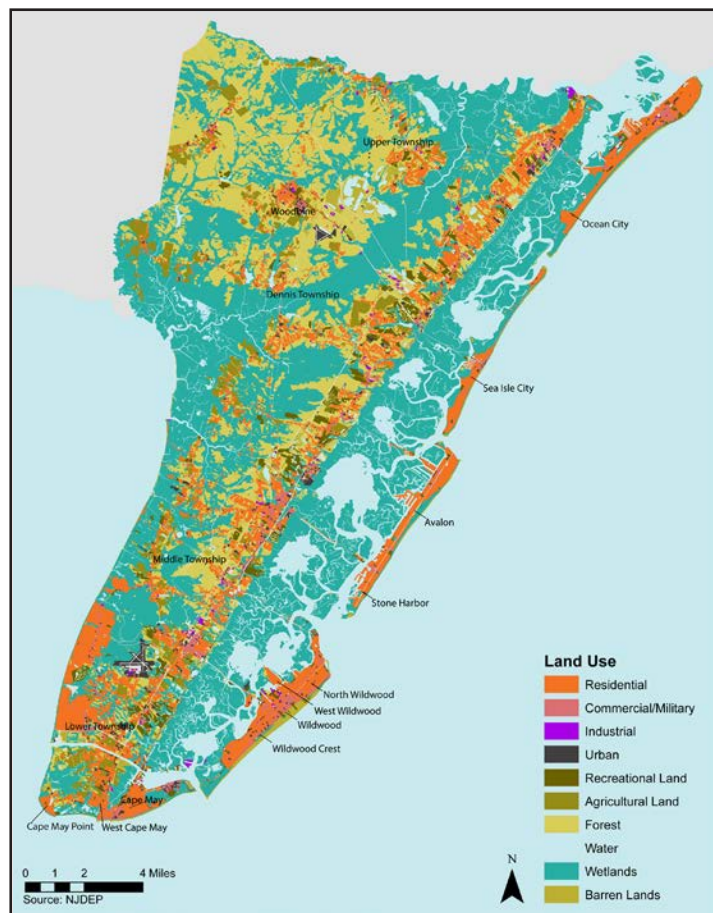 Upper Township
Woodbine
Ocean City
Dennis Township
Sea Isle City
Avalon
Middle Township
Stone Harbor
North Wildwood
West Wildwood
Wildwood
Lower Township
Wildwood Crest
Cape May
Cape May Point
West Cape May
Land Use
Residential
Commercial/Military
Industrial
Urban
Recreational Land
Agricultural Land
Forest
Water
Wetlands
Barren Lands
N
0 1 2 4 Miles
Source: NJDEP